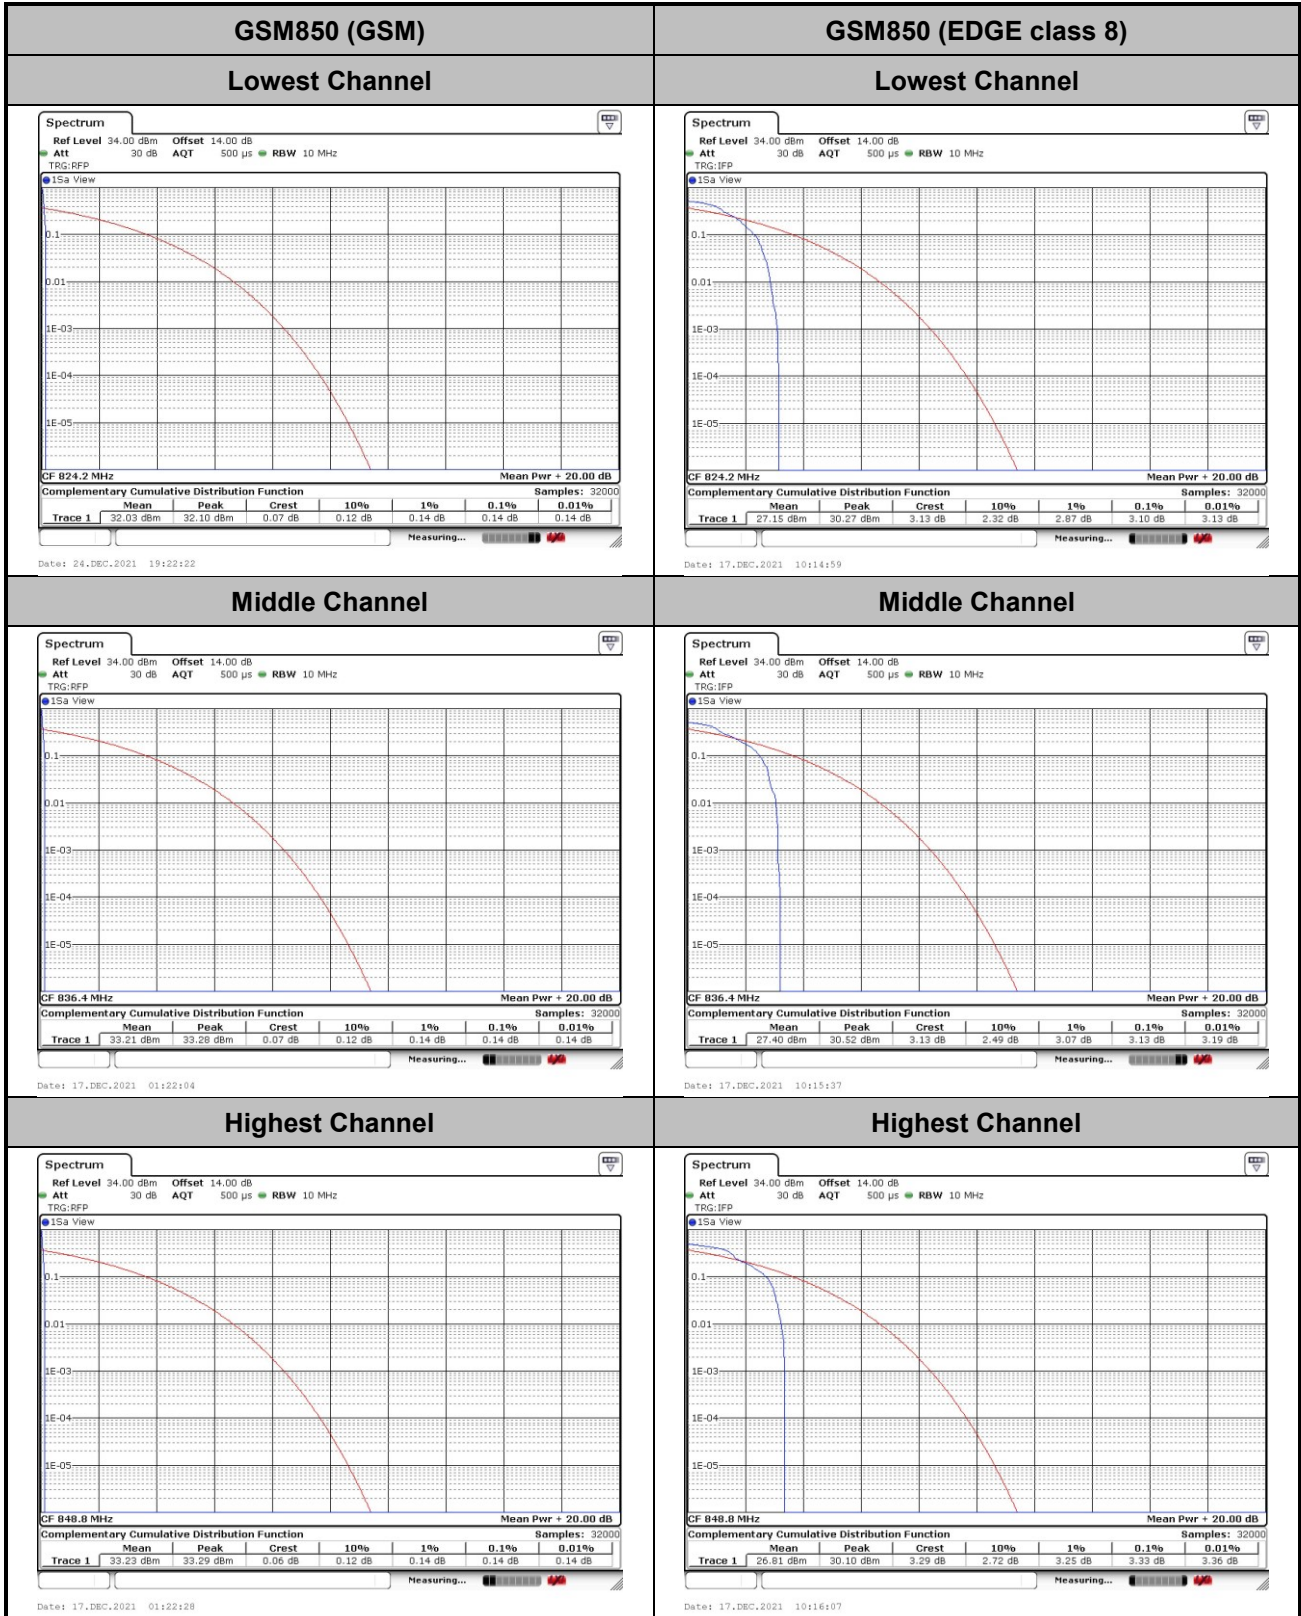 GSM850 (GSM)
GSM850 (EDGE class 8)
Lowest Channel
Lowest Channel
Spectrum
Ref Level 34.00 dBm Offset 14.00 dB
Att 30 dB AQT 500 µs RBW 10 MHz
TRG:RFP
1Sa View
0.1
0.01
1E-03
1E-04
1E-05
CF 824.2 MHz Mean Pwr + 20.00 dB
Complementary Cumulative Distribution Function Samples: 32000
Mean Peak Crest 10% 1% 0.1% 0.01%
Trace 1 32.03 dBm 32.10 dBm 0.07 dB 0.12 dB 0.14 dB 0.14 dB 0.14 dB
Measuring...
Date: 24.DEC.2021 19:22:22
Spectrum
Ref Level 34.00 dBm Offset 14.00 dB
Att 30 dB AQT 500 µs RBW 10 MHz
TRG:IFP
1Sa View
0.1
0.01
1E-03
1E-04
1E-05
CF 824.2 MHz Mean Pwr + 20.00 dB
Complementary Cumulative Distribution Function Samples: 32000
Mean Peak Crest 10% 1% 0.1% 0.01%
Trace 1 27.15 dBm 30.27 dBm 3.13 dB 2.32 dB 2.87 dB 3.10 dB 3.13 dB
Measuring...
Date: 17.DEC.2021 10:14:59
Middle Channel
Middle Channel
Spectrum
Ref Level 34.00 dBm Offset 14.00 dB
Att 30 dB AQT 500 µs RBW 10 MHz
TRG:RFP
1Sa View
0.1
0.01
1E-03
1E-04
1E-05
CF 836.4 MHz Mean Pwr + 20.00 dB
Complementary Cumulative Distribution Function Samples: 32000
Mean Peak Crest 10% 1% 0.1% 0.01%
Trace 1 33.21 dBm 33.28 dBm 0.07 dB 0.12 dB 0.14 dB 0.14 dB 0.14 dB
Measuring...
Date: 17.DEC.2021 01:22:04
Spectrum
Ref Level 34.00 dBm Offset 14.00 dB
Att 30 dB AQT 500 µs RBW 10 MHz
TRG:IFP
1Sa View
0.1
0.01
1E-03
1E-04
1E-05
CF 836.4 MHz Mean Pwr + 20.00 dB
Complementary Cumulative Distribution Function Samples: 32000
Mean Peak Crest 10% 1% 0.1% 0.01%
Trace 1 27.40 dBm 30.52 dBm 3.13 dB 2.49 dB 3.07 dB 3.13 dB 3.19 dB
Measuring...
Date: 17.DEC.2021 10:15:37
Highest Channel
Highest Channel
Spectrum
Ref Level 34.00 dBm Offset 14.00 dB
Att 30 dB AQT 500 µs RBW 10 MHz
TRG:RFP
1Sa View
0.1
0.01
1E-03
1E-04
1E-05
CF 848.8 MHz Mean Pwr + 20.00 dB
Complementary Cumulative Distribution Function Samples: 32000
Mean Peak Crest 10% 1% 0.1% 0.01%
Trace 1 33.23 dBm 33.29 dBm 0.06 dB 0.12 dB 0.14 dB 0.14 dB 0.14 dB
Measuring...
Date: 17.DEC.2021 01:22:28
Spectrum
Ref Level 34.00 dBm Offset 14.00 dB
Att 30 dB AQT 500 µs RBW 10 MHz
TRG:IFP
1Sa View
0.1
0.01
1E-03
1E-04
1E-05
CF 848.8 MHz Mean Pwr + 20.00 dB
Complementary Cumulative Distribution Function Samples: 32000
Mean Peak Crest 10% 1% 0.1% 0.01%
Trace 1 26.81 dBm 30.10 dBm 3.29 dB 2.72 dB 3.25 dB 3.33 dB 3.36 dB
Measuring...
Date: 17.DEC.2021 10:16:07